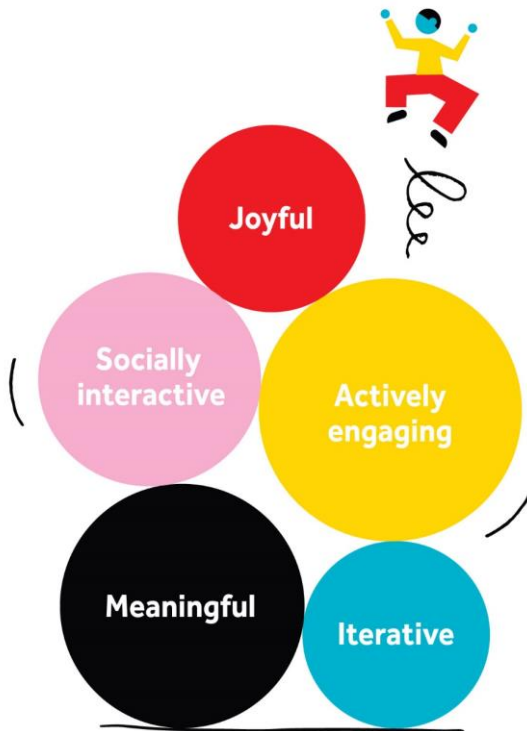 Joyful
Socially
interactive
Actively
engaging
Meaningful
Iterative